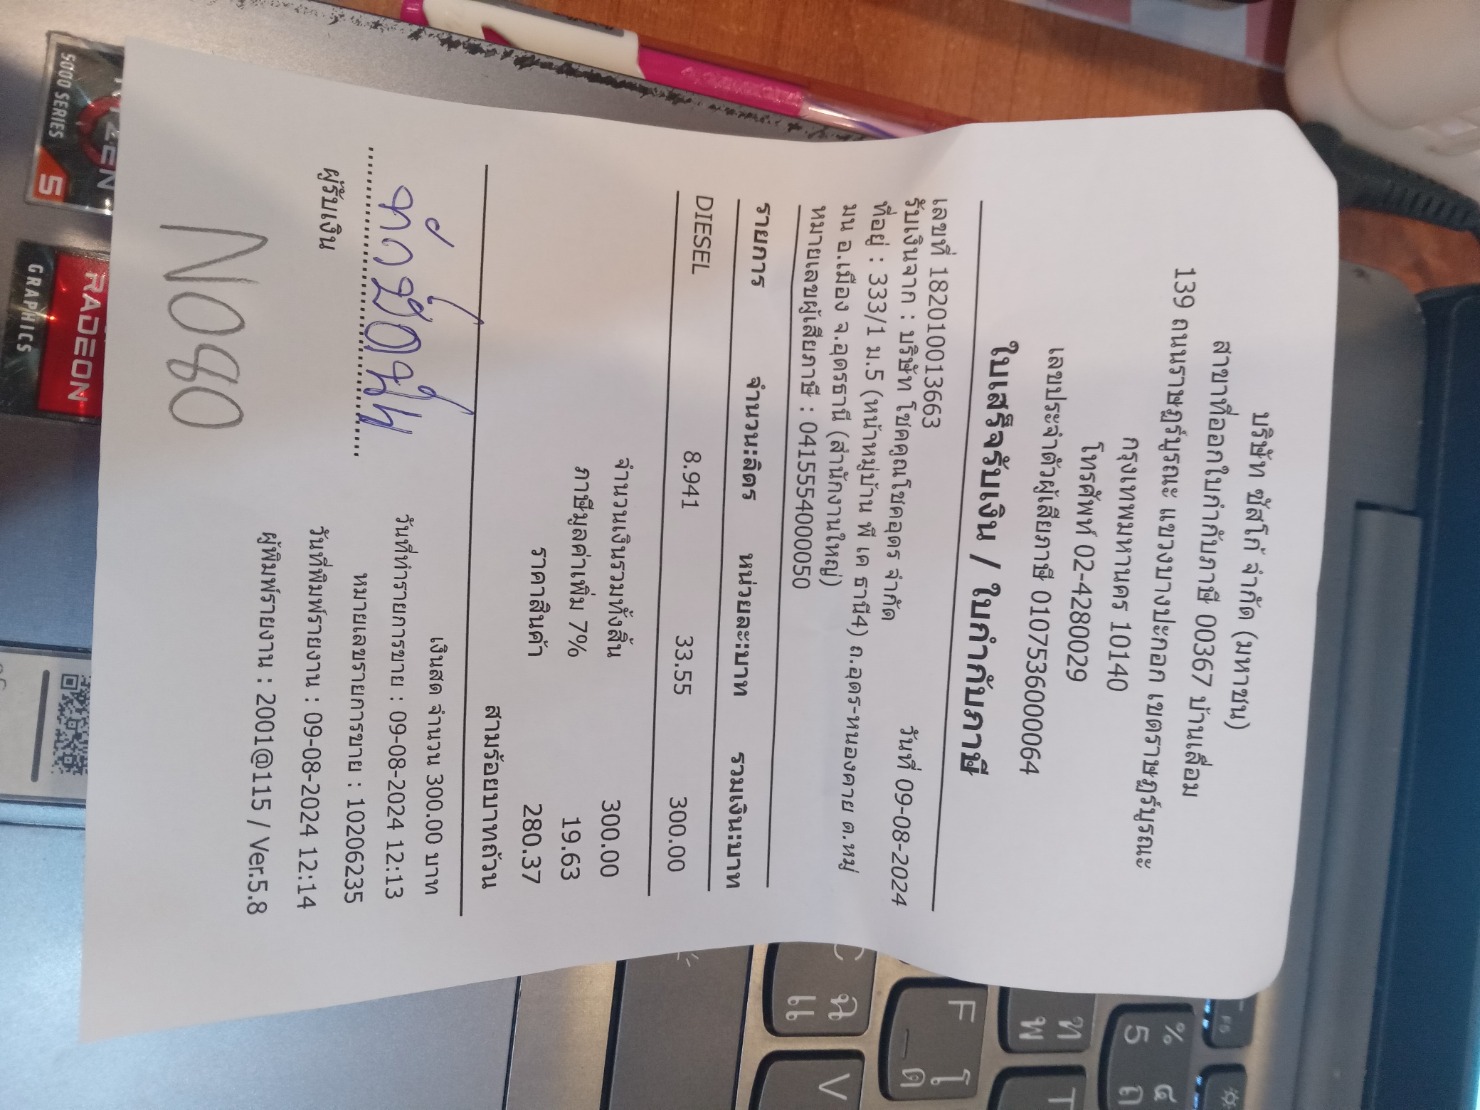 บริษัท ซัสโก้ จำกัด (มหาชน)
สาขาที่ออกใบกำกับภาษี 00367 บ้านเลื่อม
139 ถนนราษฎร์บูรณะ แขวงบางปะกอก เขตราษฎร์บูรณะ
กรุงเทพมหานคร 10140
โทรศัพท์ 02-4280029
เลขประจำตัวผู้เสียภาษี 0107536000064
ใบเสร็จรับเงิน / ใบกำกับภาษี
เลขที่ 182010013663 วันที่ 09-08-2024
รับเงินจาก : บริษัท โชคคูณโชคอุดร จำกัด
ที่อยู่ : 333/1 ม.5 (หน้าหมู่บ้าน พี เค ธานี4) ถ.อุดร-หนองคาย ต.หมู
มน อ.เมือง จ.อุดรธานี (สำนักงานใหญ่)
หมายเลขผู้เสียภาษี : 0415554000050
รายการ จำนวน:ลิตร หน่วยละ:บาท รวมเงิน:บาท
DIESEL 8.941 33.55 300.00
จำนวนเงินรวมทั้งสิ้น 300.00
ภาษีมูลค่าเพิ่ม 7% 19.63
ราคาสินค้า 280.37
สามร้อยบาทถ้วน
เงินสด จำนวน 300.00 บาท
วันที่ทำรายการขาย : 09-08-2024 12:13
หมายเลขรายการขาย : 10206235
ผู้รับเงิน
วันที่พิมพ์รายงาน : 09-08-2024 12:14
ผู้พิมพ์รายงาน : 2001@115 / Ver.5.8
N080
5000 SERIES
5
RADEON
GRAPHICS
C ฉ แ
F โ ด
V
T
ท พ
% 5 ๔ ถ